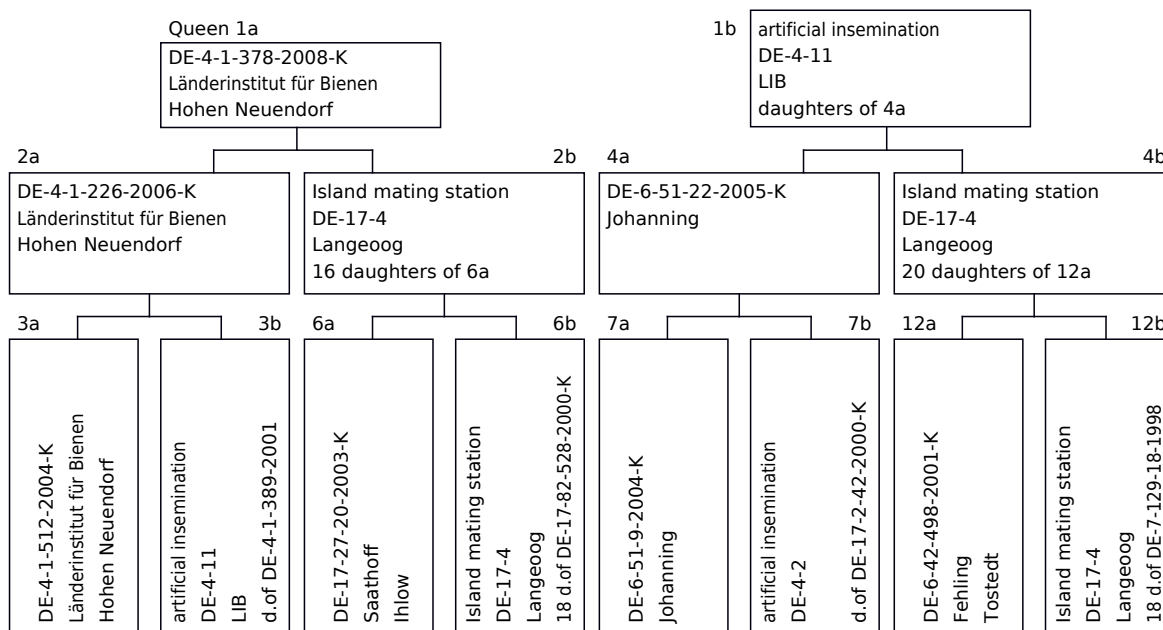 Queen 1a
DE-4-1-378-2008-K
Länderinstitut für Bienen
Hohen Neuendorf
1b
artificial insemination
DE-4-11
LIB
daughters of 4a
2a
DE-4-1-226-2006-K
Länderinstitut für Bienen
Hohen Neuendorf
2b
Island mating station
DE-17-4
Langeoog
16 daughters of 6a
4a
DE-6-51-22-2005-K
Johanning
4b
Island mating station
DE-17-4
Langeoog
20 daughters of 12a
3a
DE-4-1-512-2004-K
Länderinstitut für Bienen
Hohen Neuendorf
3b
artificial insemination
DE-4-11
LIB
d.of DE-4-1-389-2001
6a
DE-17-27-20-2003-K
Saathoff
Ihlow
6b
Island mating station
DE-17-4
Langeoog
18 d.of DE-17-82-528-2000-K
7a
DE-6-51-9-2004-K
Johanning
7b
artificial insemination
DE-4-2
d.of DE-17-2-42-2000-K
12a
DE-6-42-498-2001-K
Fehling
Tostedt
12b
Island mating station
DE-17-4
Langeoog
18 d.of DE-7-129-18-1998